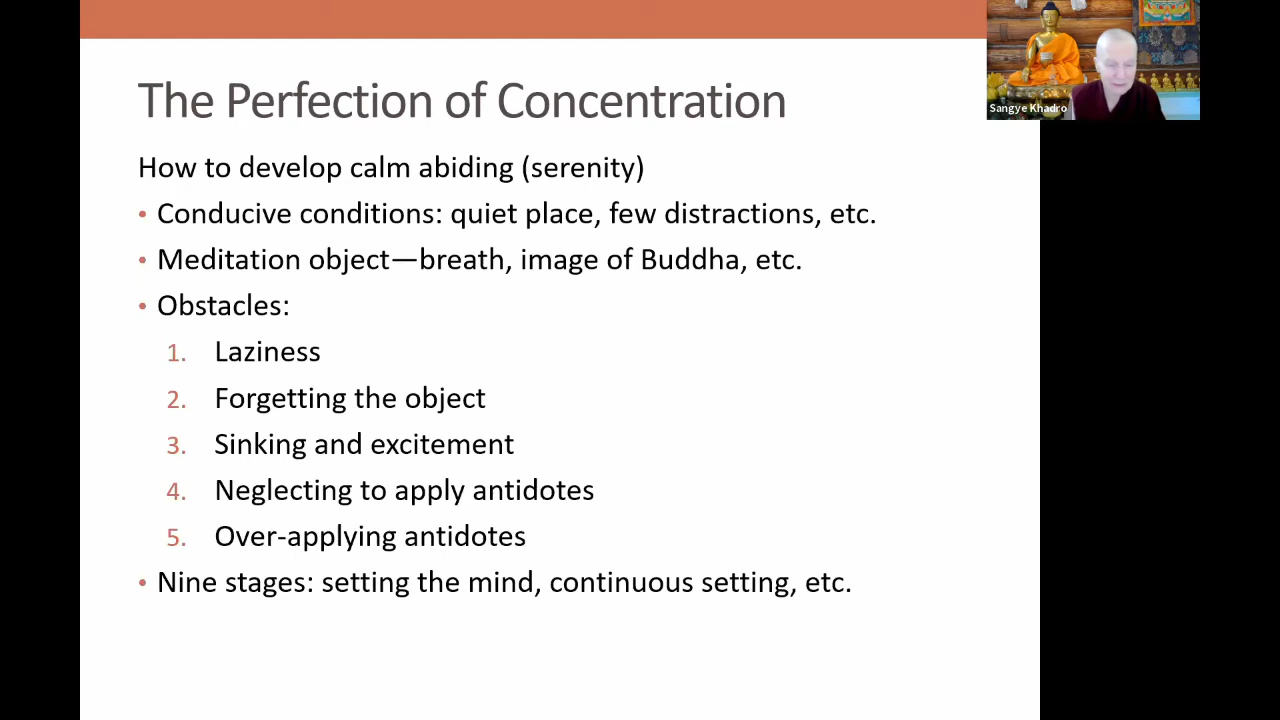 The Perfection of Concentration
Sangye Khadro
How to develop calm abiding (serenity)
• Conducive conditions: quiet place, few distractions, etc.
• Meditation object—breath, image of Buddha, etc.
• Obstacles:
1. Laziness
2. Forgetting the object
3. Sinking and excitement
4. Neglecting to apply antidotes
5. Over-applying antidotes
• Nine stages: setting the mind, continuous setting, etc.